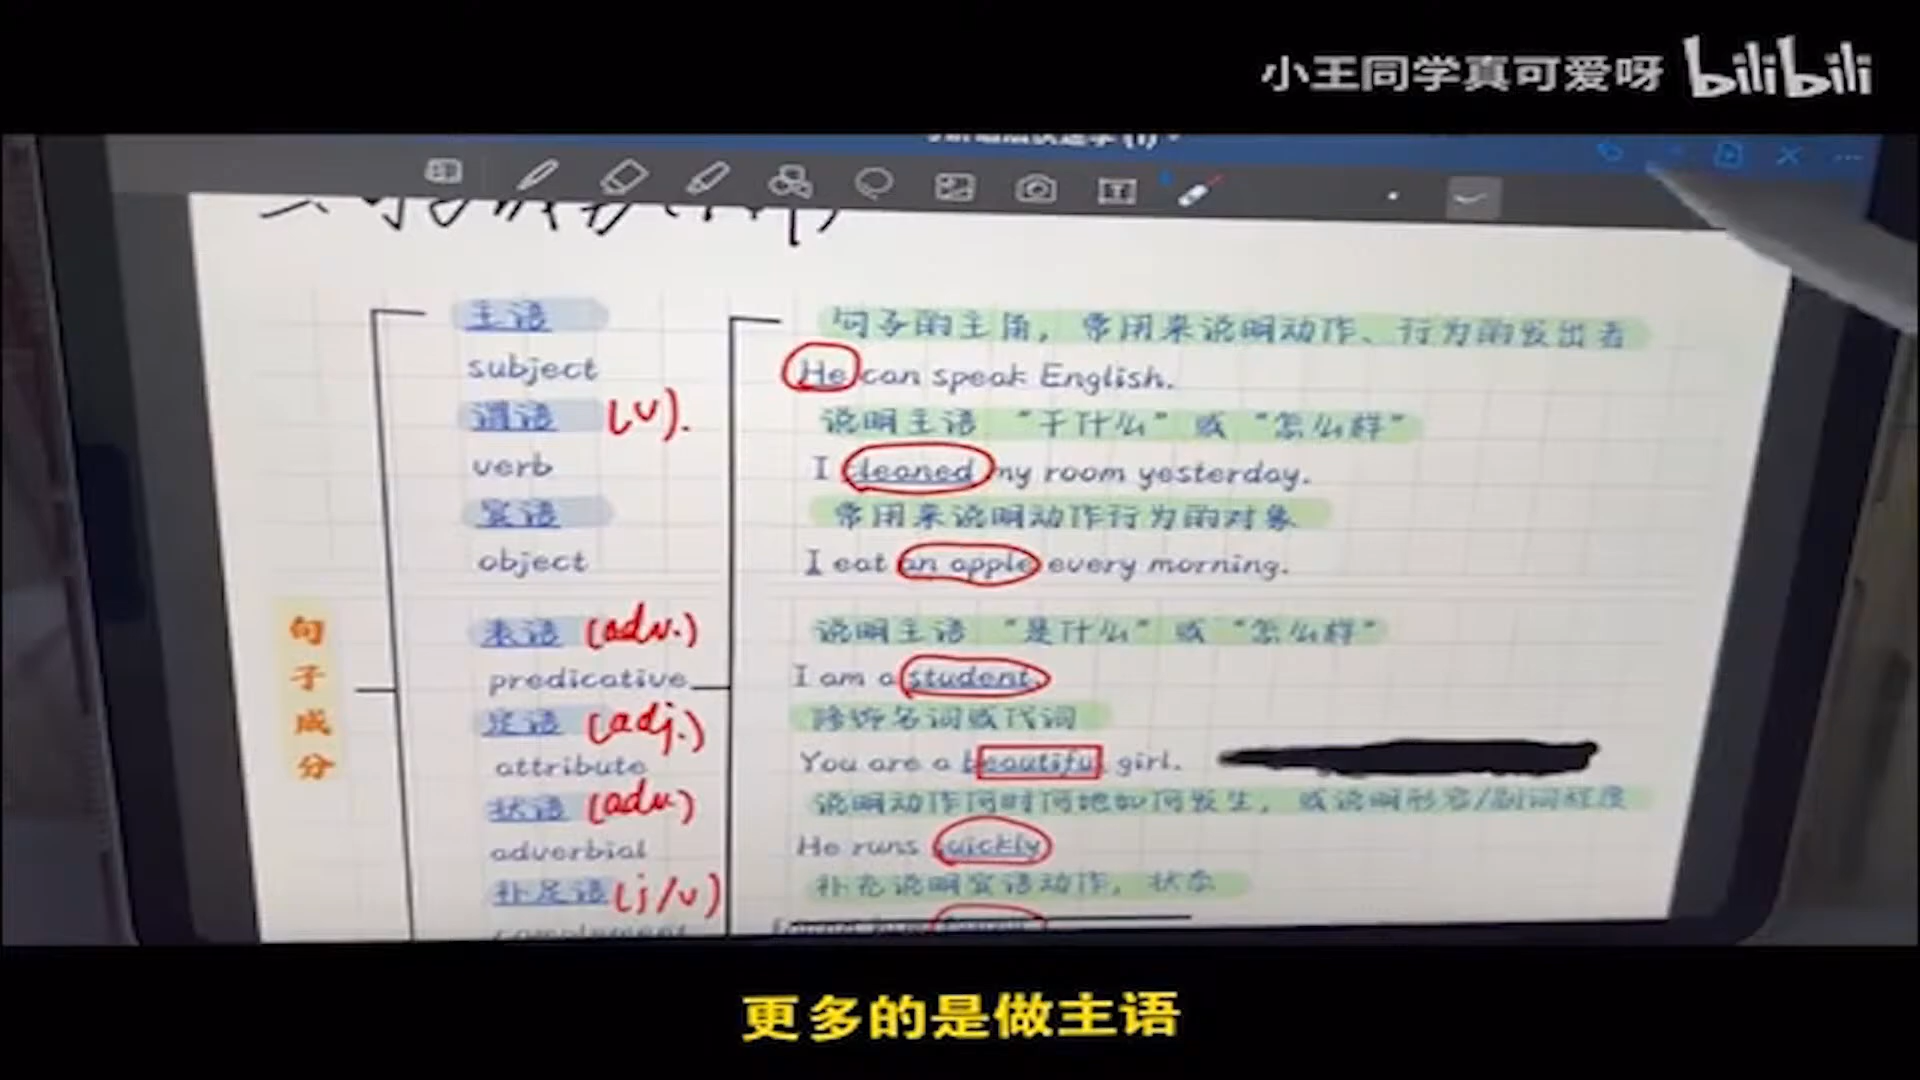 小王同学真可爱呀 bilibili
主语
句子的主角，常用来说明动作、行为的发出者
subject
He can speak English.
谓语 (v).
说明主语 "干什么" 或 "怎么样"
verb
I cleaned my room yesterday.
宾语
常用来说明动作行为的对象
object
I eat an apple every morning.
句子成分
表语 (adv.)
说明主语 "是什么" 或 "怎么样"
predicative
I am a student.
定语 (adj.)
修饰名词或代词
attribute
You are a beautiful girl.
状语 (adv)
说明动作何时何地如何发生，或说明形容/副词程度
adverbial
He runs quickly
补足语 (j/v)
补充说明宾语动作，状态
complement
更多的是做主语